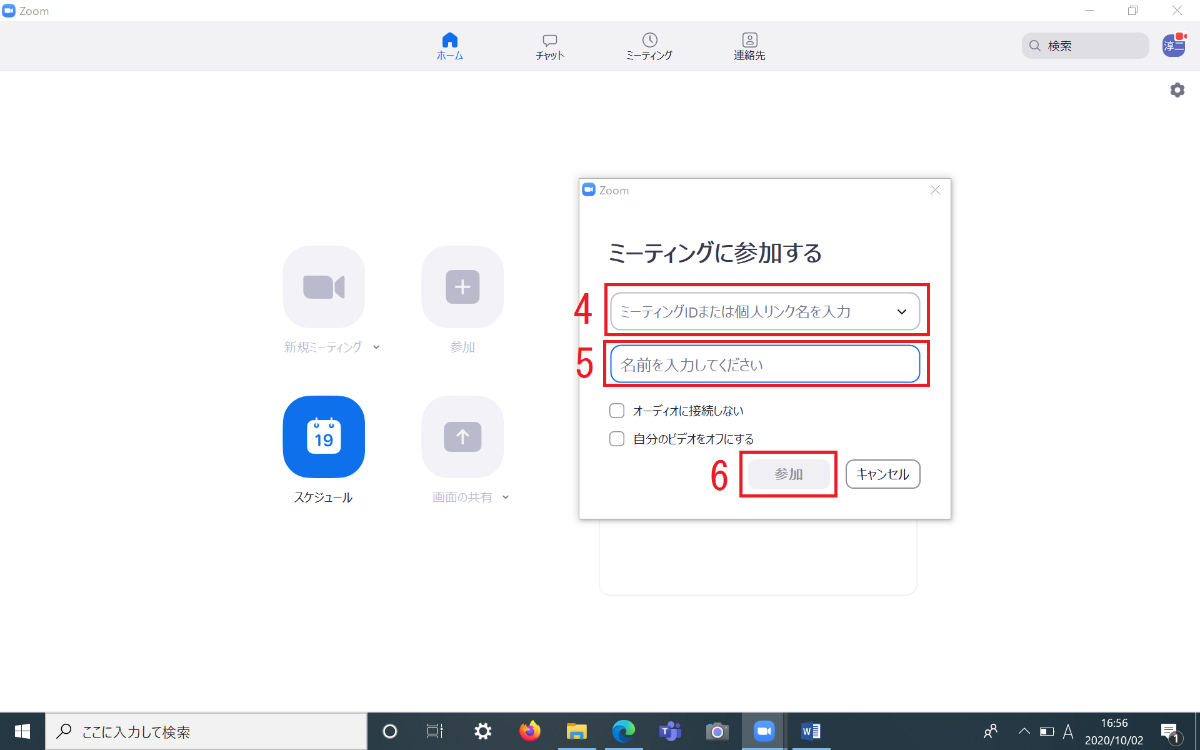 Zoom
ホーム
チャット
ミーティング
連絡先
検索
淳二
Zoom
ミーティングに参加する
4
ミーティングIDまたは個人リンク名を入力
5
名前を入力してください
オーディオに接続しない
自分のビデオをオフにする
6
参加
キャンセル
新規ミーティング
参加
19
スケジュール
画面の共有
ここに入力して検索
W
A
16:56
2020/10/02
1